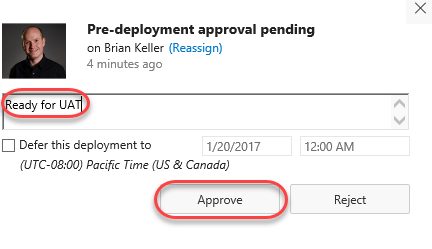 Pre-deployment approval pending
on Brian Keller (Reassign)
4 minutes ago
Ready for UAT
Defer this deployment to 1/20/2017 12:00 AM
(UTC-08:00) Pacific Time (US & Canada)
Approve Reject